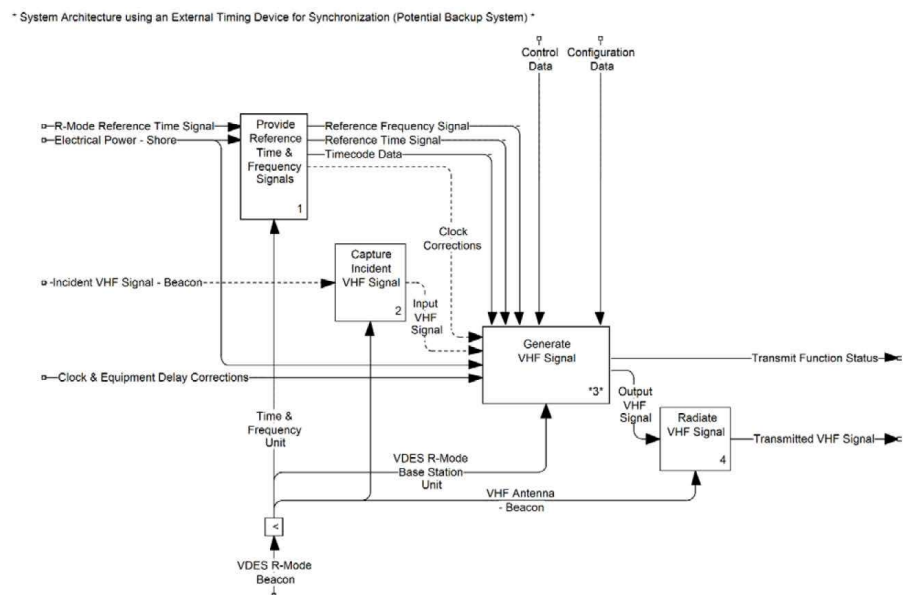 * System Architecture using an External Timing Device for Synchronization (Potential Backup System) *
Control
Data
Configuration
Data
R-Mode Reference Time Signal
Electrical Power - Shore
Provide
Reference
Time &
Frequency
Signals
1
Reference Frequency Signal
Reference Time Signal
Timecode Data
Clock
Corrections
Incident VHF Signal - Beacon
Capture
Incident
VHF Signal
2
Input
VHF
Signal
Generate
VHF Signal
*3*
Transmit Function Status
Clock & Equipment Delay Corrections
Output
VHF
Signal
Radiate
VHF Signal
4
Transmitted VHF Signal
Time &
Frequency
Unit
VDES R-Mode
Base Station
Unit
VHF Antenna
- Beacon
<
VDES R-Mode
Beacon